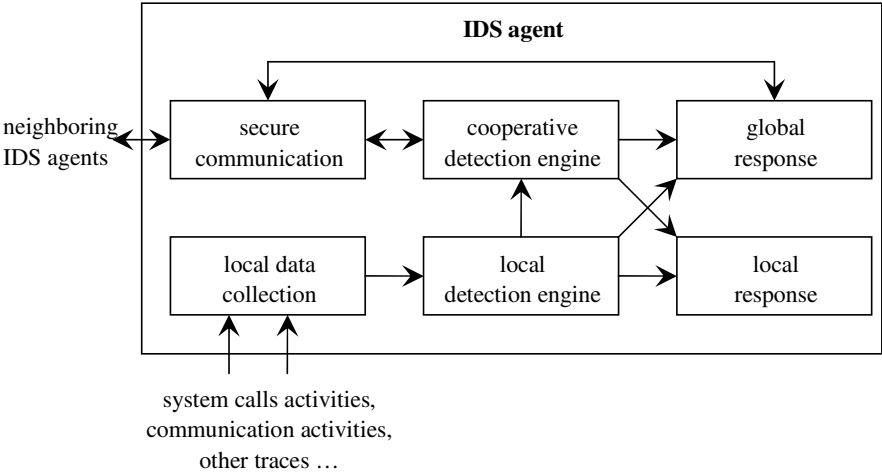 IDS agent
neighboring
IDS agents
secure
communication
cooperative
detection engine
global
response
local data
collection
local
detection engine
local
response
system calls activities,
communication activities,
other traces …